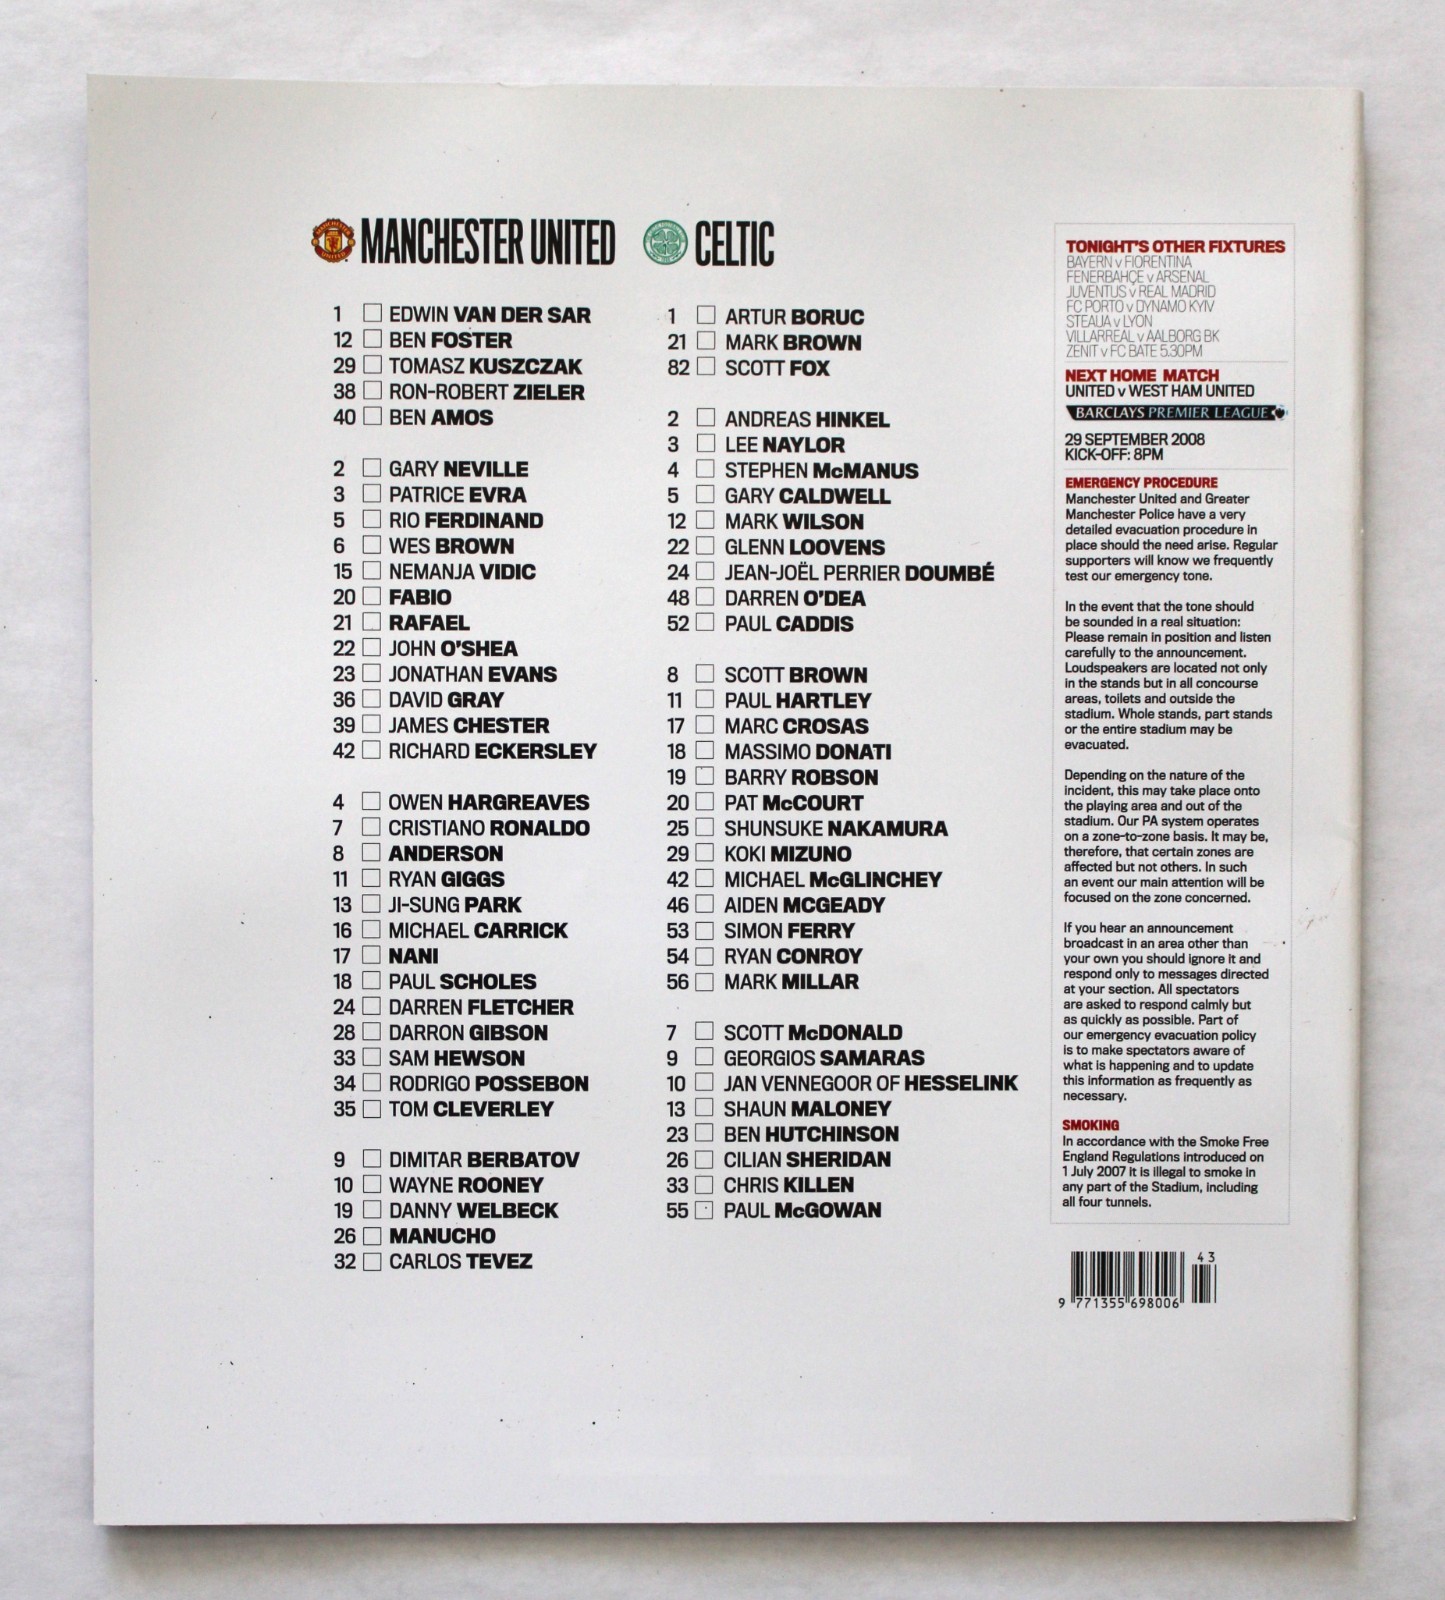 MANCHESTER UNITED
1 EDWIN VAN DER SAR
12 BEN FOSTER
29 TOMASZ KUSZCZAK
38 RON-ROBERT ZIELER
40 BEN AMOS
2 GARY NEVILLE
3 PATRICE EVRA
5 RIO FERDINAND
6 WES BROWN
15 NEMANJA VIDIC
20 FABIO
21 RAFAEL
22 JOHN O'SHEA
23 JONATHAN EVANS
36 DAVID GRAY
39 JAMES CHESTER
42 RICHARD ECKERSLEY
4 OWEN HARGREAVES
7 CRISTIANO RONALDO
8 ANDERSON
11 RYAN GIGGS
13 JI-SUNG PARK
16 MICHAEL CARRICK
17 NANI
18 PAUL SCHOLES
24 DARREN FLETCHER
28 DARRON GIBSON
33 SAM HEWSON
34 RODRIGO POSSEBON
35 TOM CLEVERLEY
9 DIMITAR BERBATOV
10 WAYNE ROONEY
19 DANNY WELBECK
26 MANUCHO
32 CARLOS TEVEZ
CELTIC
1 ARTUR BORUC
21 MARK BROWN
82 SCOTT FOX
2 ANDREAS HINKEL
3 LEE NAYLOR
4 STEPHEN McMANUS
5 GARY CALDWELL
12 MARK WILSON
22 GLENN LOOVENS
24 JEAN-JOËL PERRIER DOUMBÉ
48 DARREN O'DEA
52 PAUL CADDIS
8 SCOTT BROWN
11 PAUL HARTLEY
17 MARC CROSAS
18 MASSIMO DONATI
19 BARRY ROBSON
20 PAT McCOURT
25 SHUNSUKE NAKAMURA
29 KOKI MIZUNO
42 MICHAEL McGLINCHEY
46 AIDEN MCGEADY
53 SIMON FERRY
54 RYAN CONROY
56 MARK MILLAR
7 SCOTT McDONALD
9 GEORGIOS SAMARAS
10 JAN VENNEGOOR OF HESSELINK
13 SHAUN MALONEY
23 BEN HUTCHINSON
26 CILIAN SHERIDAN
33 CHRIS KILLEN
55 PAUL McGOWAN
TONIGHT'S OTHER FIXTURES
BAYERN v FIORENTINA
FENERBAHÇE v ARSENAL
JUVENTUS v REAL MADRID
FC PORTO v DYNAMO KYIV
STEAUA v LYON
VILLARREAL v AALBORG BK
ZENIT v FC BATE 5.30PM
NEXT HOME MATCH
UNITED v WEST HAM UNITED
BARCLAYS PREMIER LEAGUE
29 SEPTEMBER 2008
KICK-OFF: 8PM
EMERGENCY PROCEDURE
Manchester United and Greater
Manchester Police have a very
detailed evacuation procedure in
place should the need arise. Regular
supporters will know we frequently
test our emergency tone.
In the event that the tone should
be sounded in a real situation:
Please remain in position and listen
carefully to the announcement.
Loudspeakers are located not only
in the stands but in all concourse
areas, toilets and outside the
stadium. Whole stands, part stands
or the entire stadium may be
evacuated.
Depending on the nature of the
incident, this may take place onto
the playing area and out of the
stadium. Our PA system operates
on a zone-to-zone basis. It may be,
therefore, that certain zones are
affected but not others. In such
an event our main attention will be
focused on the zone concerned.
If you hear an announcement
broadcast in an area other than
your own you should ignore it and
respond only to messages directed
at your section. All spectators
are asked to respond calmly but
as quickly as possible. Part of
our emergency evacuation policy
is to make spectators aware of
what is happening and to update
this information as frequently as
necessary.
SMOKING
In accordance with the Smoke Free
England Regulations introduced on
1 July 2007 it is illegal to smoke in
any part of the Stadium, including
all four tunnels.
43
9 771355 698006